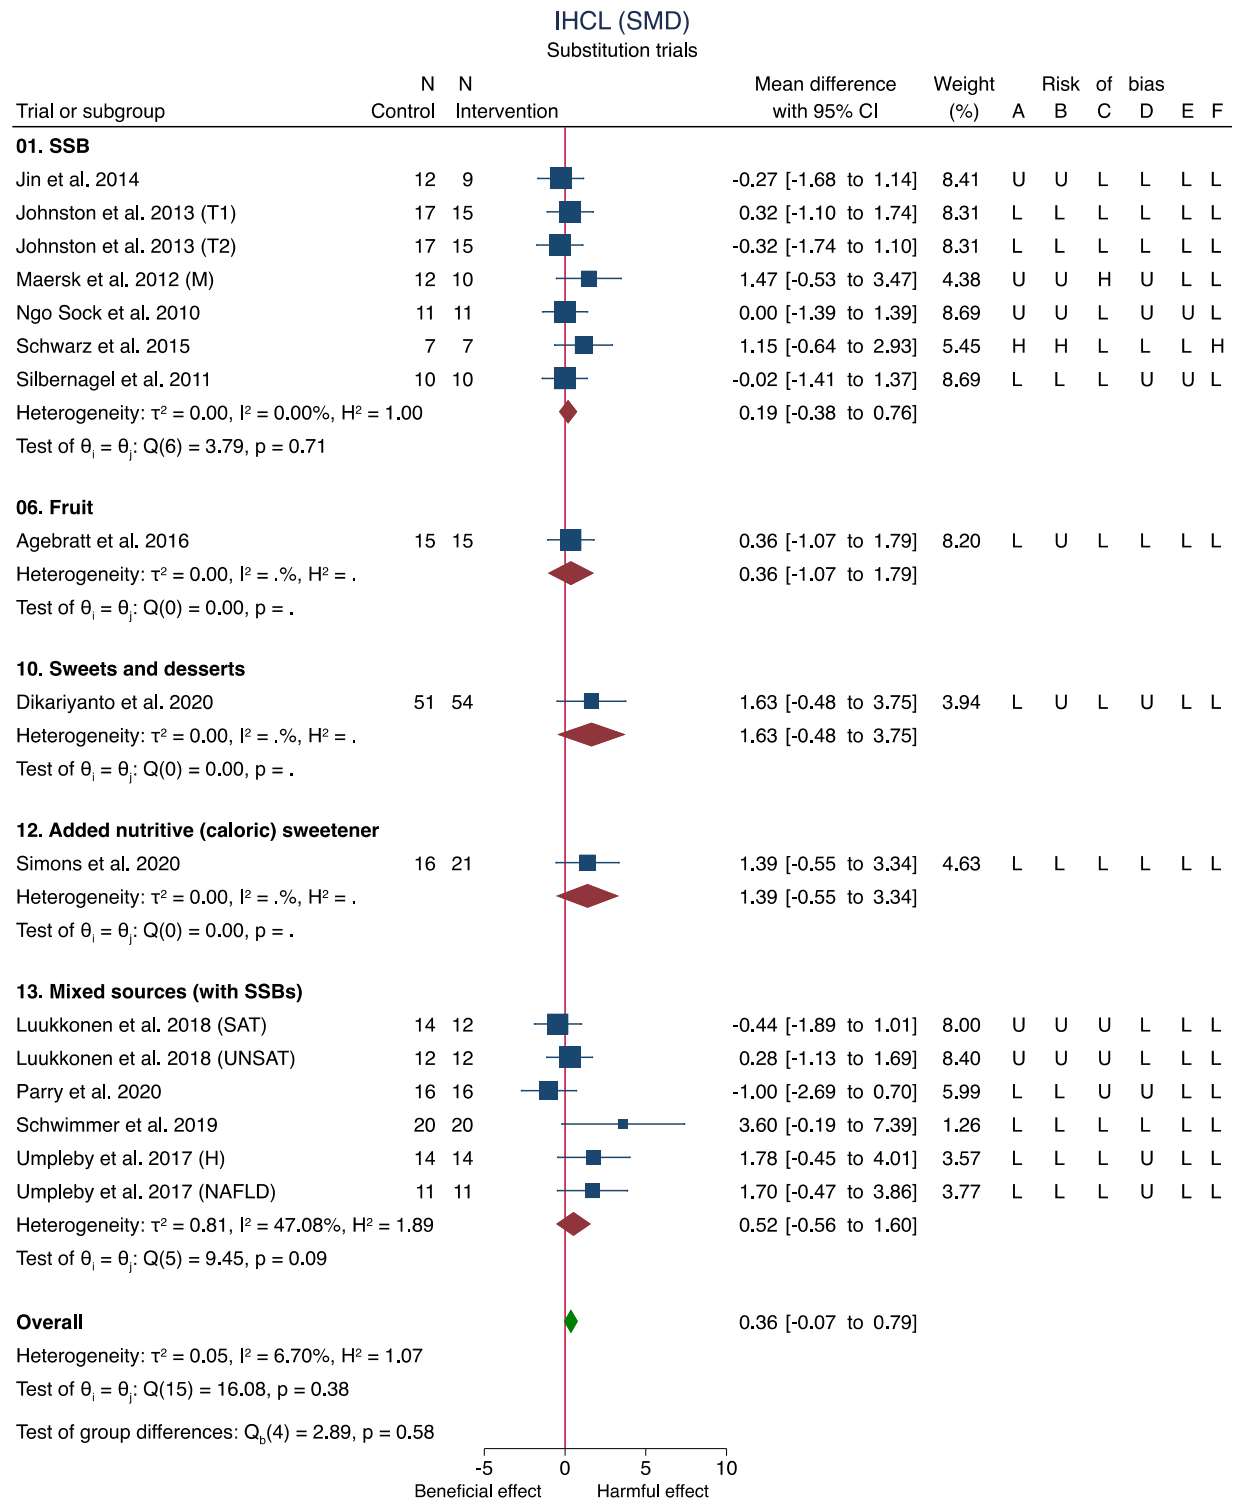 IHCL (SMD)
Substitution trials
N N Mean difference Weight Risk of bias
Trial or subgroup Control Intervention with 95% CI (%) A B C D E F
01. SSB
Jin et al. 2014 12 9 -0.27 [-1.68 to 1.14] 8.41 U U L L L L
Johnston et al. 2013 (T1) 17 15 0.32 [-1.10 to 1.74] 8.31 L L L L L L
Johnston et al. 2013 (T2) 17 15 -0.32 [-1.74 to 1.10] 8.31 L L L L L L
Maersk et al. 2012 (M) 12 10 1.47 [-0.53 to 3.47] 4.38 U U H U L L
Ngo Sock et al. 2010 11 11 0.00 [-1.39 to 1.39] 8.69 U U L U U L
Schwarz et al. 2015 7 7 1.15 [-0.64 to 2.93] 5.45 H H L L L H
Silbernagel et al. 2011 10 10 -0.02 [-1.41 to 1.37] 8.69 L L L U U L
Heterogeneity: τ² = 0.00, I² = 0.00%, H² = 1.00 0.19 [-0.38 to 0.76]
Test of θᵢ = θⱼ: Q(6) = 3.79, p = 0.71
06. Fruit
Agebratt et al. 2016 15 15 0.36 [-1.07 to 1.79] 8.20 L U L L L L
Heterogeneity: τ² = 0.00, I² = .%, H² = . 0.36 [-1.07 to 1.79]
Test of θᵢ = θⱼ: Q(0) = 0.00, p = .
10. Sweets and desserts
Dikariyanto et al. 2020 51 54 1.63 [-0.48 to 3.75] 3.94 L U L U L L
Heterogeneity: τ² = 0.00, I² = .%, H² = . 1.63 [-0.48 to 3.75]
Test of θᵢ = θⱼ: Q(0) = 0.00, p = .
12. Added nutritive (caloric) sweetener
Simons et al. 2020 16 21 1.39 [-0.55 to 3.34] 4.63 L L L L L L
Heterogeneity: τ² = 0.00, I² = .%, H² = . 1.39 [-0.55 to 3.34]
Test of θᵢ = θⱼ: Q(0) = 0.00, p = .
13. Mixed sources (with SSBs)
Luukkonen et al. 2018 (SAT) 14 12 -0.44 [-1.89 to 1.01] 8.00 U U U L L L
Luukkonen et al. 2018 (UNSAT) 12 12 0.28 [-1.13 to 1.69] 8.40 U U U L L L
Parry et al. 2020 16 16 -1.00 [-2.69 to 0.70] 5.99 L L U U L L
Schwimmer et al. 2019 20 20 3.60 [-0.19 to 7.39] 1.26 L L L L L L
Umpleby et al. 2017 (H) 14 14 1.78 [-0.45 to 4.01] 3.57 L L L U L L
Umpleby et al. 2017 (NAFLD) 11 11 1.70 [-0.47 to 3.86] 3.77 L L L U L L
Heterogeneity: τ² = 0.81, I² = 47.08%, H² = 1.89 0.52 [-0.56 to 1.60]
Test of θᵢ = θⱼ: Q(5) = 9.45, p = 0.09
Overall 0.36 [-0.07 to 0.79]
Heterogeneity: τ² = 0.05, I² = 6.70%, H² = 1.07
Test of θᵢ = θⱼ: Q(15) = 16.08, p = 0.38
Test of group differences: Q_b(4) = 2.89, p = 0.58
-5 0 5 10
Beneficial effect Harmful effect